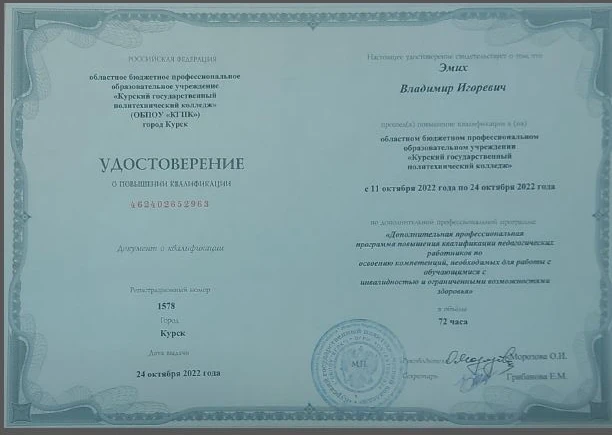 РОССИЙСКАЯ ФЕДЕРАЦИЯ
областное бюджетное профессиональное
образовательное учреждение
«Курский государственный
политехнический колледж»
(ОБПОУ «КГПК»)
город Курск
УДОСТОВЕРЕНИЕ
О ПОВЫШЕНИИ КВАЛИФИКАЦИИ
462402652963
Документ о квалификации
Регистрационный номер
1578
Город
Курск
Дата выдачи
24 октября 2022 года
Настоящее удостоверение свидетельствует о том, что
Эмих
Владимир Игоревич
прошел(а) повышение квалификации в (на)
областном бюджетном профессиональном
образовательном учреждении
«Курский государственный
политехнический колледж»
с 11 октября 2022 года по 24 октября 2022 года
по дополнительной профессиональной программе
«Дополнительная профессиональная
программа повышения квалификации педагогических
работников по
освоению компетенций, необходимых для работы с
обучающимися с
инвалидностью и ограниченными возможностями
здоровья»
в объёме
72 часа
М.П.
Руководитель Морозова О.И.
Секретарь Грибанова Е.М.